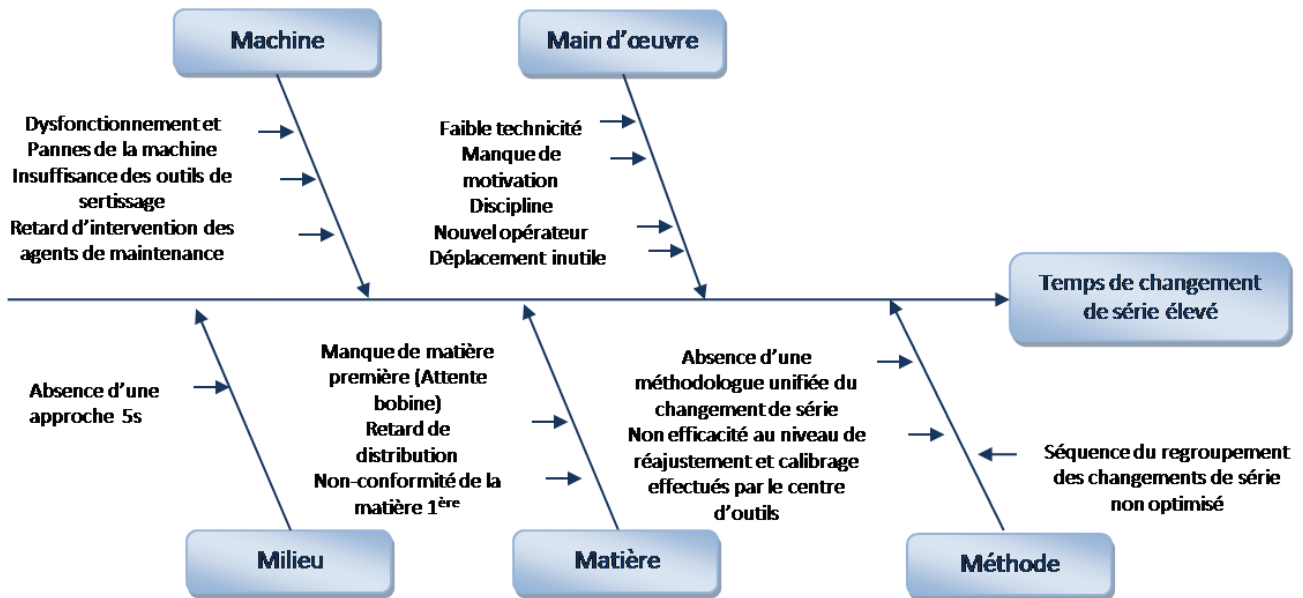 Machine
Main d'œuvre
Dysfonctionnement et
Pannes de la machine
Insuffisance des outils de
sertissage
Retard d'intervention des
agents de maintenance
Faible technicité
Manque de
motivation
Discipline
Nouvel opérateur
Déplacement inutile
Temps de changement
de série élevé
Absence d'une
approche 5s
Manque de matière
première (Attente
bobine)
Retard de
distribution
Non-conformité de la
matière 1ère
Absence d'une
méthodologue unifiée du
changement de série
Non efficacité au niveau de
réajustement et calibrage
effectués par le centre
d'outils
Séquence du regroupement
des changements de série
non optimisé
Milieu
Matière
Méthode